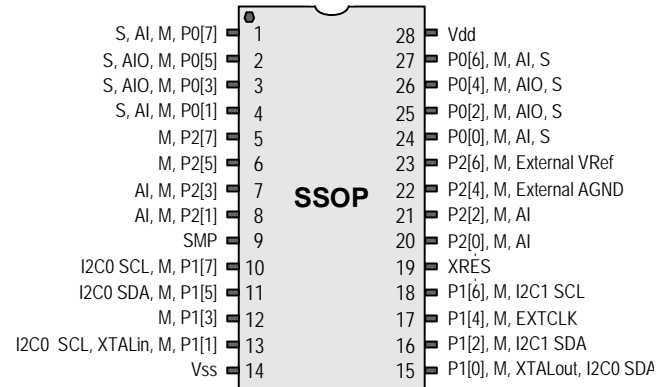 S, AI, M, P0[7] 1 28 Vdd
S, AIO, M, P0[5] 2 27 P0[6], M, AI, S
S, AIO, M, P0[3] 3 26 P0[4], M, AIO, S
S, AI, M, P0[1] 4 25 P0[2], M, AIO, S
M, P2[7] 5 24 P0[0], M, AI, S
M, P2[5] 6 23 P2[6], M, External VRef
AI, M, P2[3] 7 SSOP 22 P2[4], M, External AGND
AI, M, P2[1] 8 21 P2[2], M, AI
SMP 9 20 P2[0], M, AI
I2C0 SCL, M, P1[7] 10 19 XRES
I2C0 SDA, M, P1[5] 11 18 P1[6], M, I2C1 SCL
M, P1[3] 12 17 P1[4], M, EXTCLK
I2C0 SCL, XTALin, M, P1[1] 13 16 P1[2], M, I2C1 SDA
Vss 14 15 P1[0], M, XTALout, I2C0 SDA